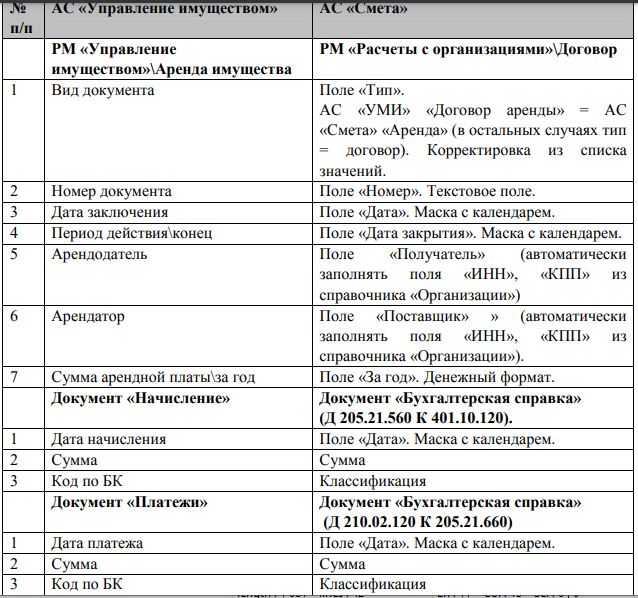 № АС «Управление имуществом» АС «Смета»
п/п
РМ «Управление РМ «Расчеты с организациями»\Договор
имуществом»\Аренда имущества
1 Вид документа Поле «Тип».
АС «УМИ» «Договор аренды» = АС
«Смета» «Аренда» (в остальных случаях тип
= договор). Корректировка из списка
значений.
2 Номер документа Поле «Номер». Текстовое поле.
3 Дата заключения Поле «Дата». Маска с календарем.
4 Период действия\конец Поле «Дата закрытия». Маска с календарем.
5 Арендодатель Поле «Получатель» (автоматически
заполнять поля «ИНН», «КПП» из
справочника «Организации»)
6 Арендатор Поле «Поставщик» » (автоматически
заполнять поля «ИНН», «КПП» из
справочника «Организации»).
7 Сумма арендной платы\за год Поле «За год». Денежный формат.
Документ «Начисление» Документ «Бухгалтерская справка»
(Д 205.21.560 К 401.10.120).
1 Дата начисления Поле «Дата». Маска с календарем.
2 Сумма Сумма
3 Код по БК Классификация
Документ «Платежи» Документ «Бухгалтерская справка»
(Д 210.02.120 К 205.21.660)
1 Дата платежа Поле «Дата». Маска с календарем.
2 Сумма Сумма
3 Код по БК Классификация